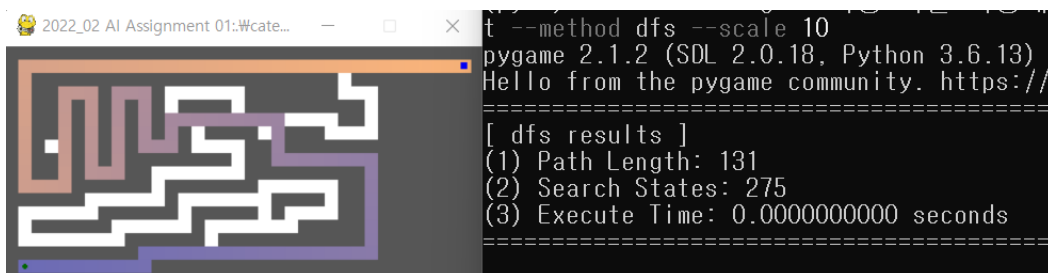 2022_02 AI Assignment 01:.₩cate...
t --method dfs --scale 10
pygame 2.1.2 (SDL 2.0.18, Python 3.6.13)
Hello from the pygame community. https://
[ dfs results ]
(1) Path Length: 131
(2) Search States: 275
(3) Execute Time: 0.0000000000 seconds